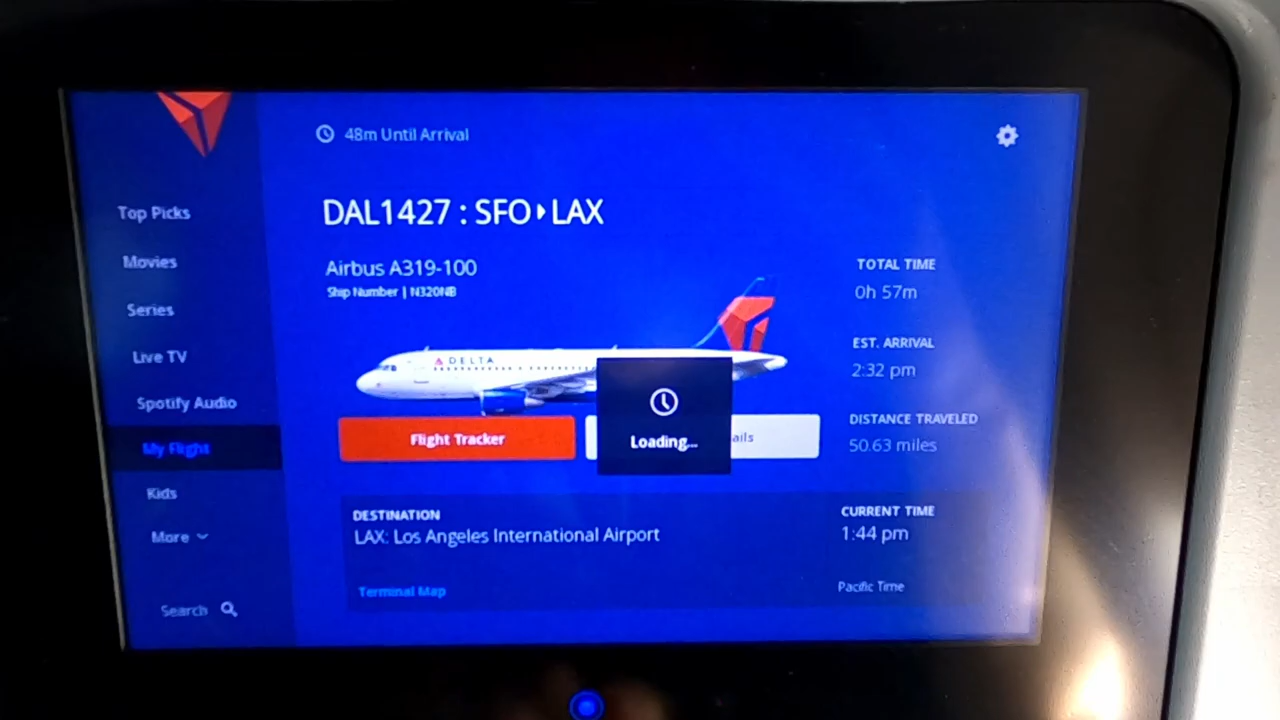 48m Until Arrival
DAL1427 : SFO▸LAX
Airbus A319-100
Ship Number | N320NB
DELTA
Top Picks
Movies
Series
Live TV
Spotify Audio
My Flight
Kids
More
Search
TOTAL TIME
0h 57m
EST. ARRIVAL
2:32 pm
DISTANCE TRAVELED
50.63 miles
Flight Tracker
Loading...
ails
DESTINATION
LAX: Los Angeles International Airport
Terminal Map
CURRENT TIME
1:44 pm
Pacific Time